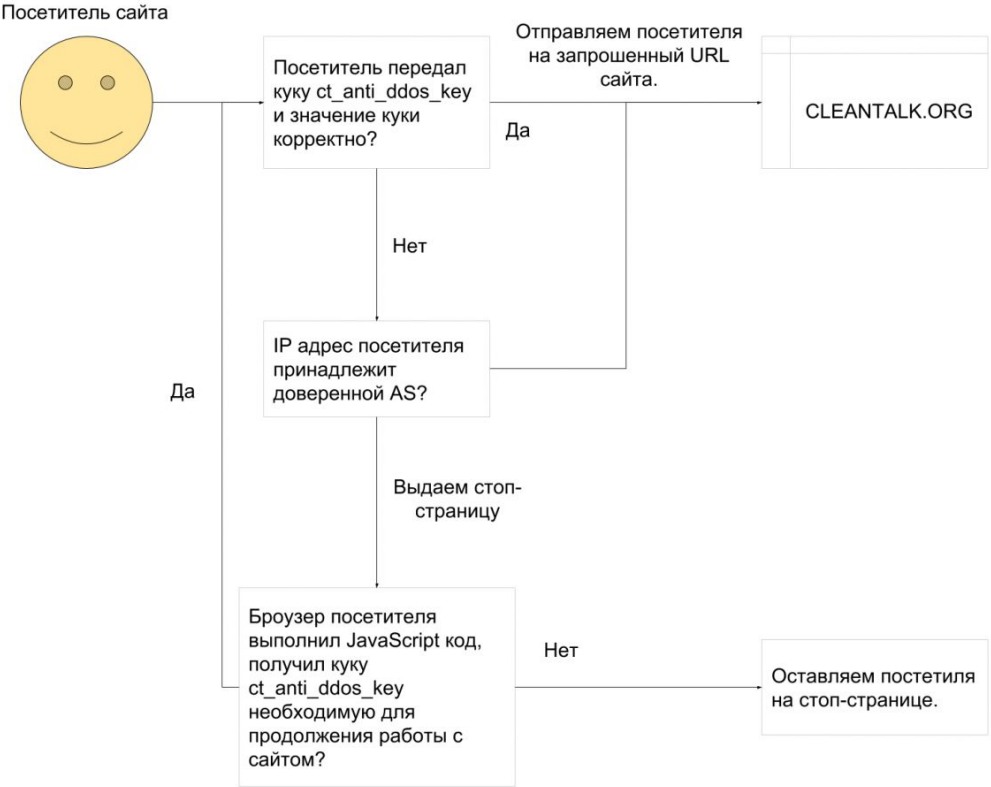 Посетитель сайта
Посетитель передал
куку ct_anti_ddos_key
и значение куки
корректно?
Отправляем посетителя
на запрошенный URL
сайта.
Да
CLEANTALK.ORG
Нет
IP адрес посетителя
принадлежит
доверенной AS?
Да
Выдаем стоп-
страницу
Броузер посетителя
выполнил JavaScript код,
получил куку
ct_anti_ddos_key
необходимую для
продолжения работы с
сайтом?
Нет
Оставляем постетиля
на стоп-странице.